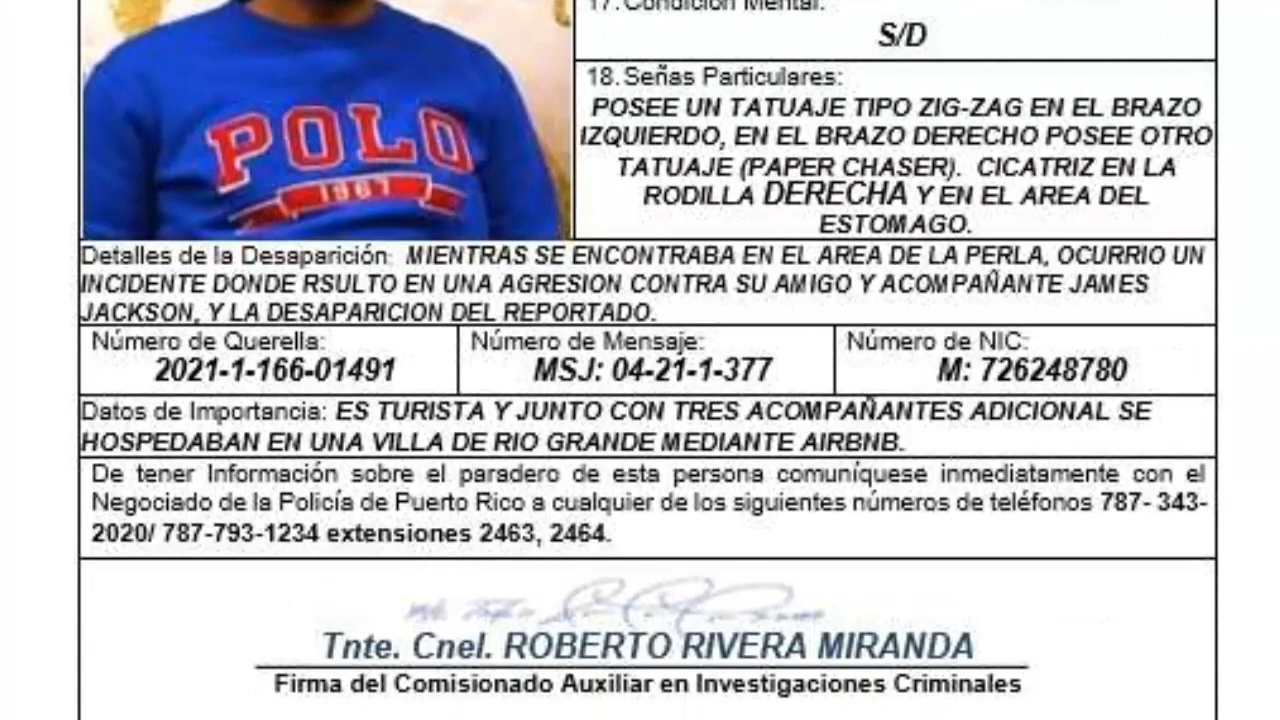 POLO
1967
17. Condición Mental:
S/D
18. Señas Particulares:
POSEE UN TATUAJE TIPO ZIG-ZAG EN EL BRAZO
IZQUIERDO, EN EL BRAZO DERECHO POSEE OTRO
TATUAJE (PAPER CHASER). CICATRIZ EN LA
RODILLA DERECHA Y EN EL AREA DEL
ESTOMAGO.
Detalles de la Desaparición: MIENTRAS SE ENCONTRABA EN EL AREA DE LA PERLA, OCURRIO UN
INCIDENTE DONDE RSULTO EN UNA AGRESION CONTRA SU AMIGO Y ACOMPAÑANTE JAMES
JACKSON, Y LA DESAPARICION DEL REPORTADO.
Número de Querella:
2021-1-166-01491
Número de Mensaje:
MSJ: 04-21-1-377
Número de NIC:
M: 726248780
Datos de Importancia: ES TURISTA Y JUNTO CON TRES ACOMPAÑANTES ADICIONAL SE
HOSPEDABAN EN UNA VILLA DE RIO GRANDE MEDIANTE AIRBNB.
De tener Información sobre el paradero de esta persona comuníquese inmediatamente con el
Negociado de la Policía de Puerto Rico a cualquier de los siguientes números de teléfonos 787- 343-
2020/ 787-793-1234 extensiones 2463, 2464.
Tnte. Cnel. ROBERTO RIVERA MIRANDA
Firma del Comisionado Auxiliar en Investigaciones Criminales